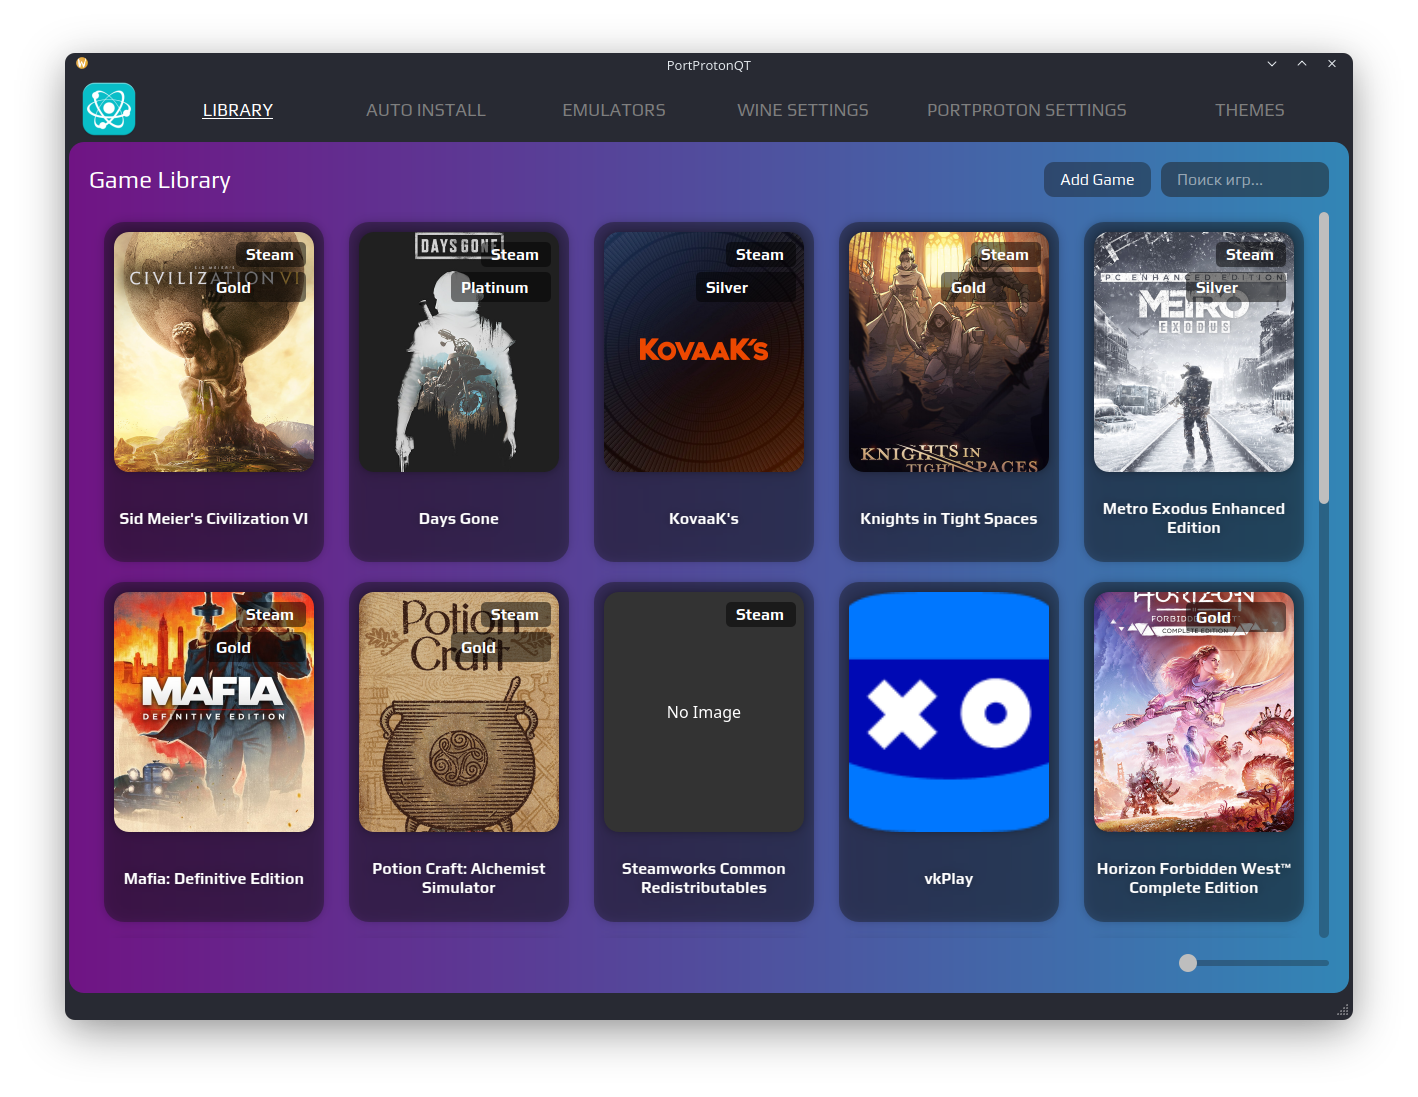 PortProtonQT
LIBRARY
AUTO INSTALL
EMULATORS
WINE SETTINGS
PORTPROTON SETTINGS
THEMES
Game Library
Add Game
Поиск игр...
Steam
SID MEIER'S
CIVILIZATION VI
Gold
Sid Meier's Civilization VI
DAYS GONE
Steam
Platinum
Days Gone
Steam
Silver
KOVAAK'S
KovaaK's
Steam
Gold
KNIGHTS IN
TIGHT SPACES
Knights in Tight Spaces
Steam
PC ENHANCED EDITION
Silver
METRO
EXODUS
Metro Exodus Enhanced
Edition
Steam
Gold
MAFIA
DEFINITIVE EDITION
Mafia: Definitive Edition
Steam
Potion
Craft
Gold
Potion Craft: Alchemist
Simulator
Steam
No Image
Steamworks Common
Redistributables
XO
vkPlay
HORIZON
Gold
FORBIDDEN WEST
COMPLETE EDITION
Horizon Forbidden West™
Complete Edition